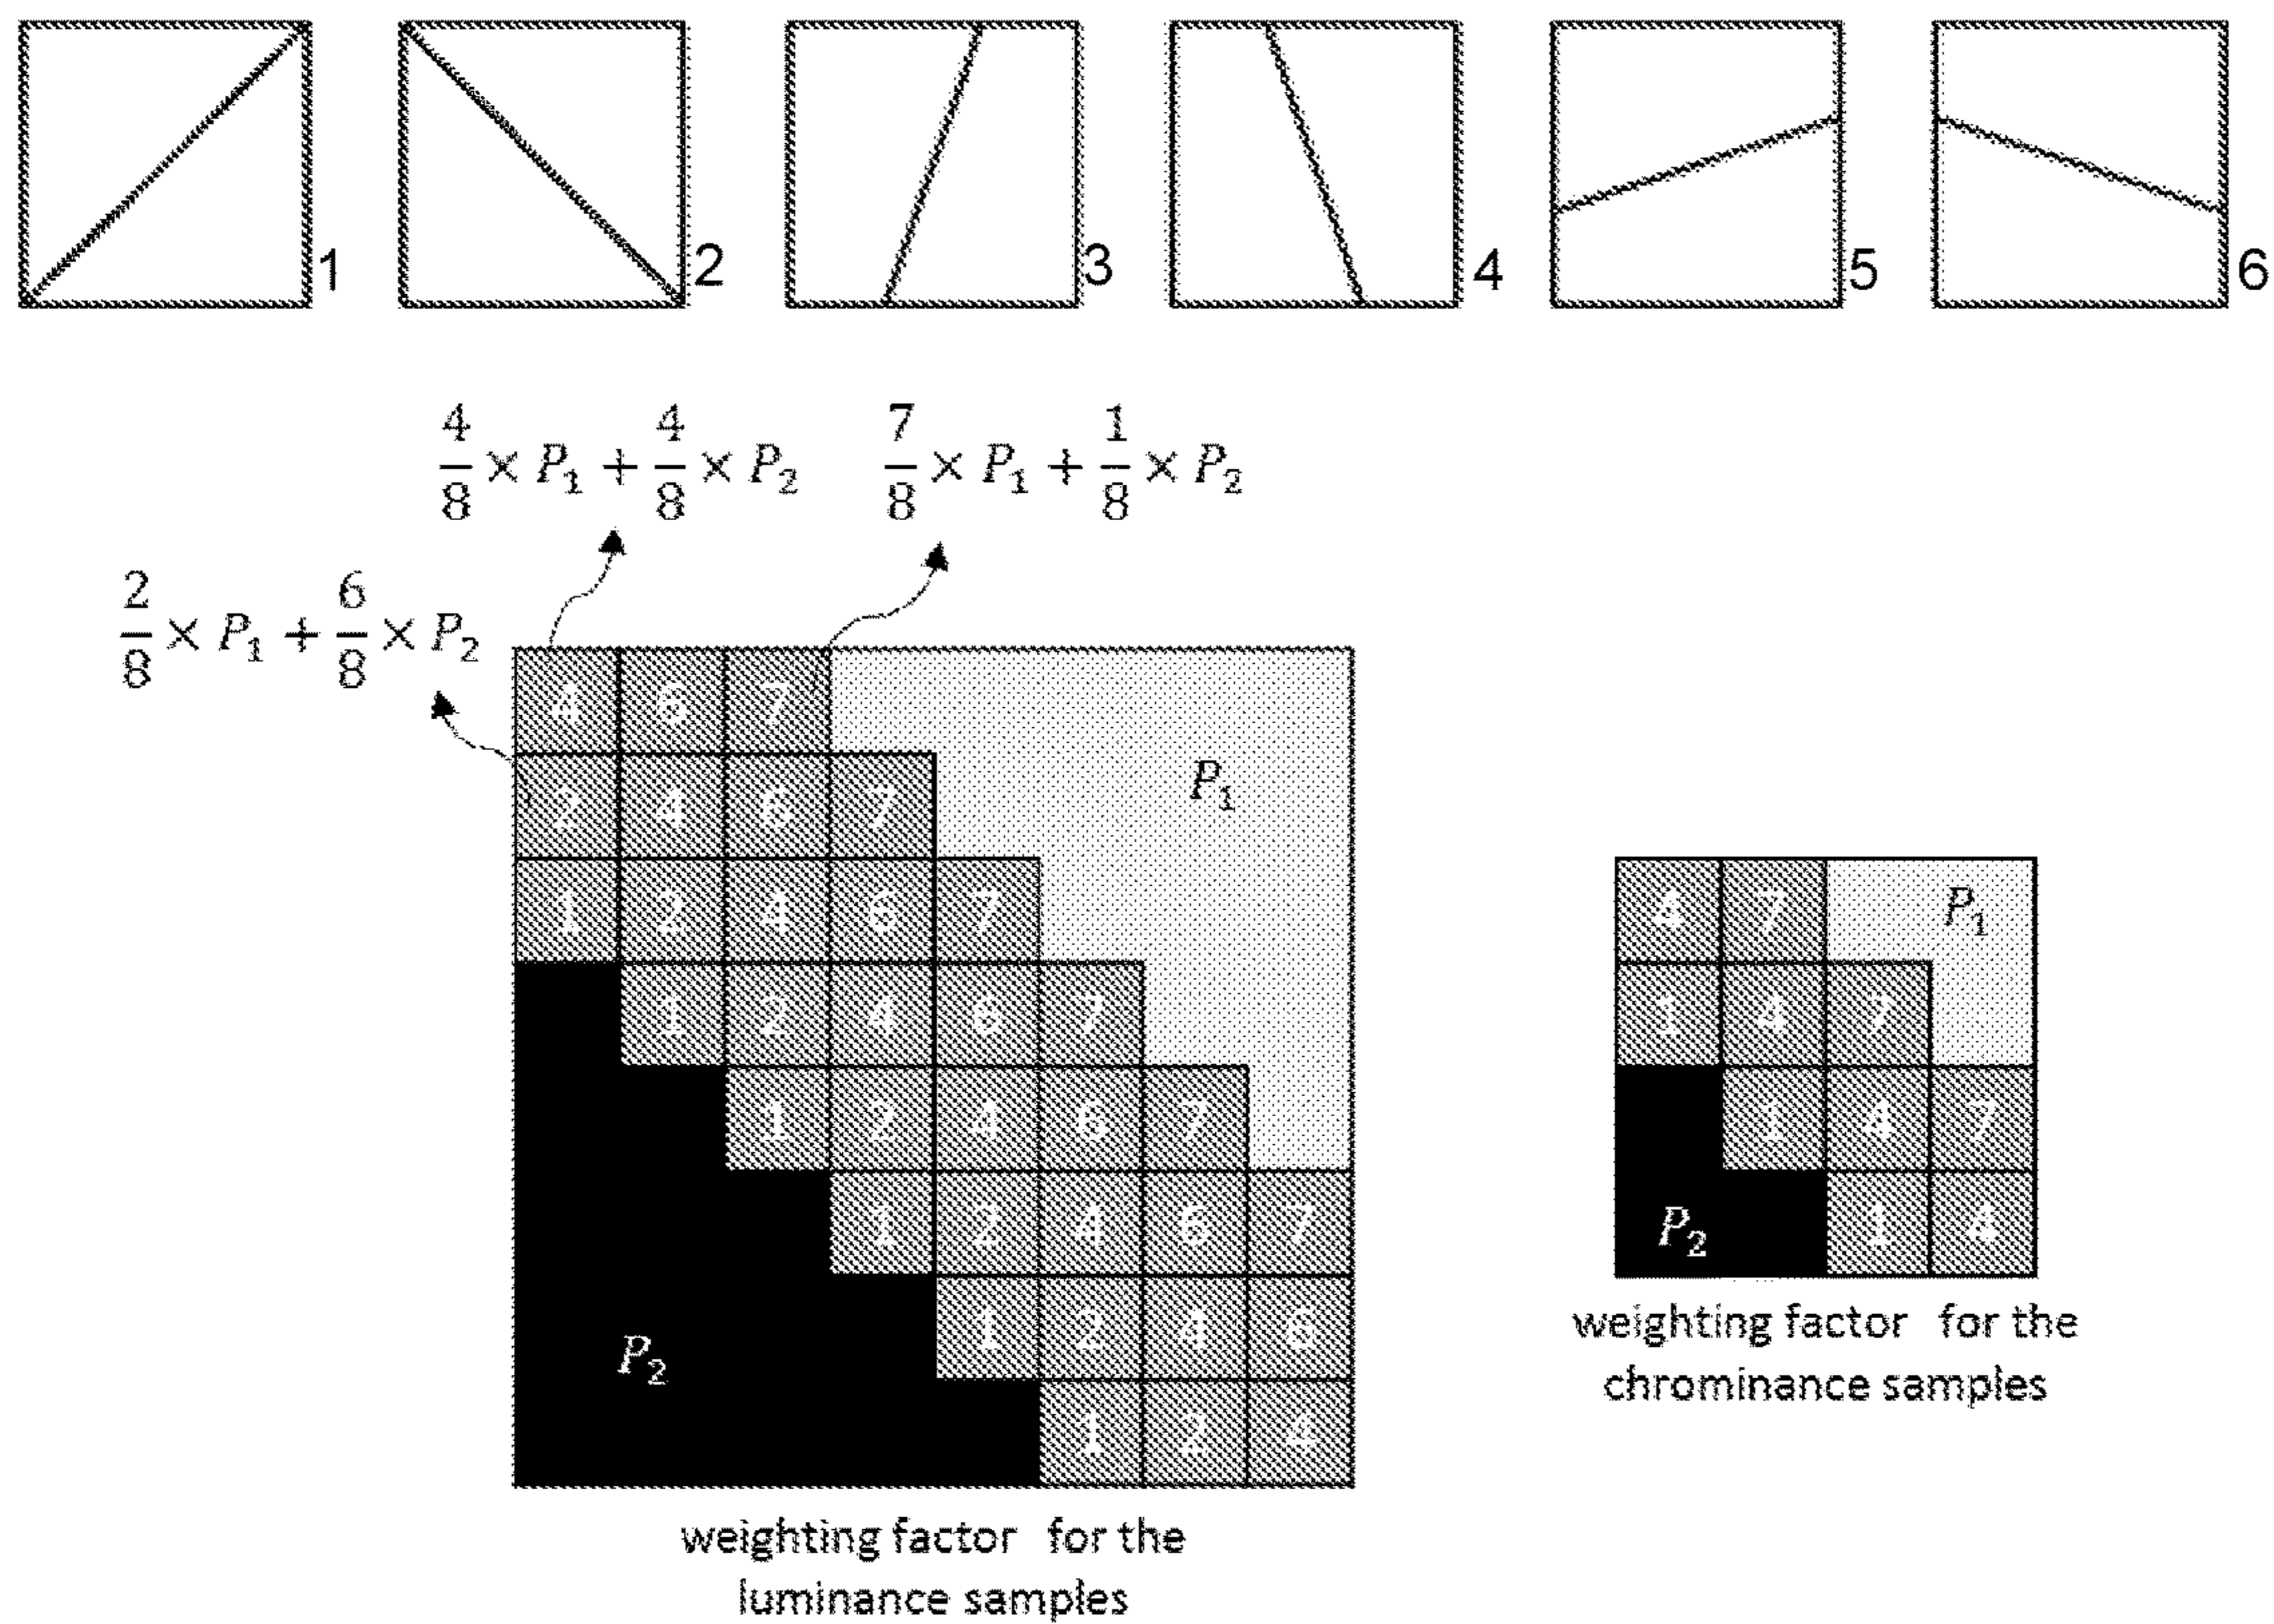 1 2 3 4 5 6
4/8 × P₁ + 4/8 × P₂ 7/8 × P₁ + 1/8 × P₂
2/8 × P₁ + 6/8 × P₂
4 6 7
P₁
2 4 6 7
1 2 4 6 7
4 7 P₁
1 2 4 6 7
1 4 7
1 2 4 6 7
1 4 7
1 2 4 6 7
P₂ 1 4
1 2 4 6
P₂
1 2 4
weighting factor for the
chrominance samples
weighting factor for the
luminance samples